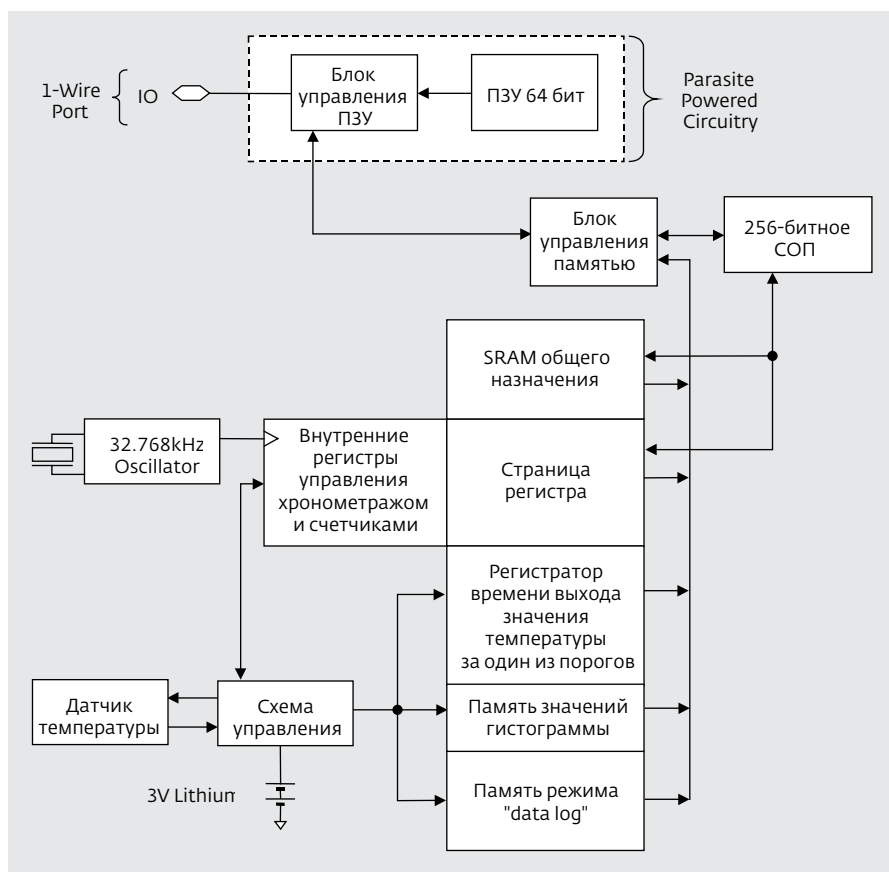 1-Wire
Port
IO
Блок
управления
ПЗУ
ПЗУ 64 бит
Parasite
Powered
Circuitry
Блок
управления
памятью
256-битное
СОП
SRAM общего
назначения
32.768kHz
Oscillator
Внутренние
регистры
управления
хронометражом
и счетчиками
Страница
регистра
Регистратор
времени выхода
значения
температуры
за один из порогов
Датчик
температуры
Схема
управления
Память значений
гистограммы
3V Lithium
Память режима
"data log"